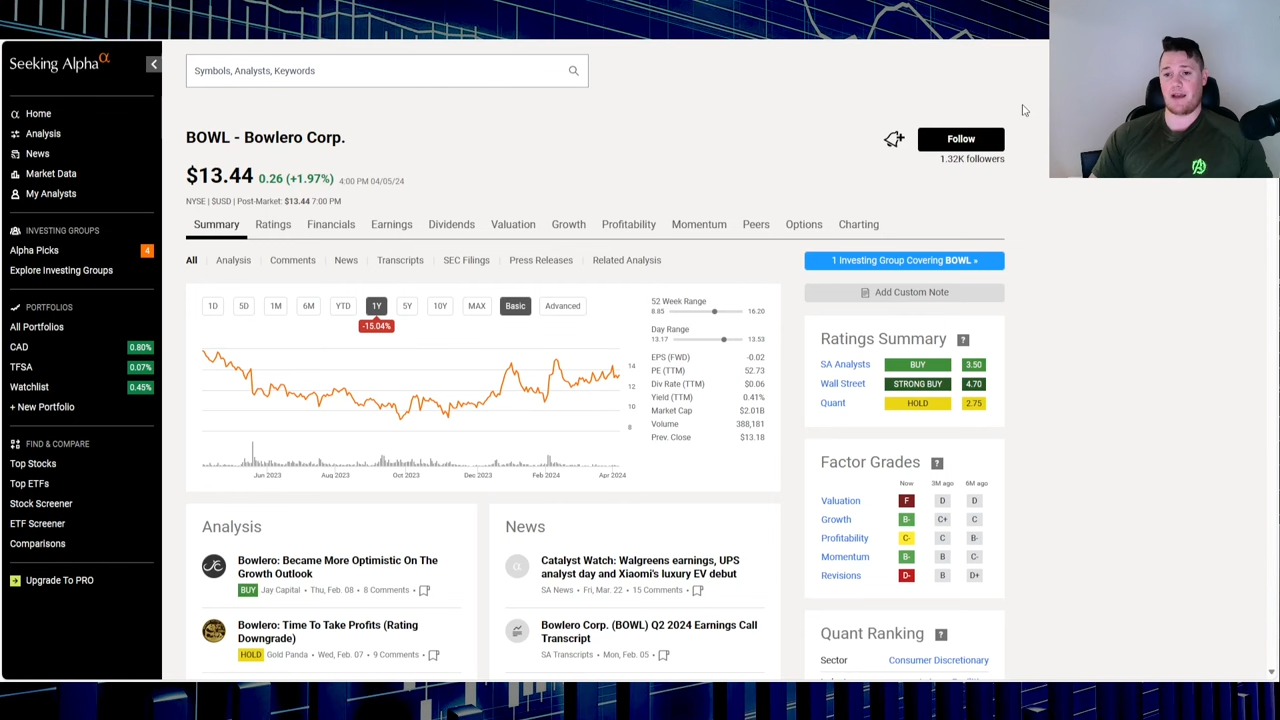 Seeking Alpha α
Home
Analysis
News
Market Data
My Analysts
INVESTING GROUPS
Alpha Picks 4
Explore Investing Groups
PORTFOLIOS
All Portfolios
CAD 0.80%
TFSA 0.07%
Watchlist 0.45%
+ New Portfolio
FIND & COMPARE
Top Stocks
Top ETFs
Stock Screener
ETF Screener
Comparisons
Upgrade To PRO
Symbols, Analysts, Keywords
BOWL - Bowlero Corp.
Follow
1.32K followers
$13.44 0.26 (+1.97%) 4:00 PM 04/05/24
NYSE | $USD | Post-Market: $13.44 7:00 PM
Summary Ratings Financials Earnings Dividends Valuation Growth Profitability Momentum Peers Options Charting
All Analysis Comments News Transcripts SEC Filings Press Releases Related Analysis
1D 5D 1M 6M YTD 1Y 5Y 10Y MAX Basic Advanced
-15.04%
14
12
10
8
Jun 2023 Aug 2023 Oct 2023 Dec 2023 Feb 2024 Apr 2024
52 Week Range
8.85 16.20
Day Range
13.17 13.53
EPS (FWD) -0.02
PE (TTM) 52.73
Div Rate (TTM) $0.06
Yield (TTM) 0.41%
Market Cap $2.01B
Volume 388,181
Prev. Close $13.18
Analysis
Bowlero: Became More Optimistic On The
Growth Outlook
BUY Jay Capital • Thu, Feb. 08 • 8 Comments •
Bowlero: Time To Take Profits (Rating
Downgrade)
HOLD Gold Panda • Wed, Feb. 07 • 9 Comments •
News
Catalyst Watch: Walgreens earnings, UPS
analyst day and Xiaomi's luxury EV debut
SA News • Fri, Mar. 22 • 15 Comments •
Bowlero Corp. (BOWL) Q2 2024 Earnings Call
Transcript
SA Transcripts • Mon, Feb. 05 •
1 Investing Group Covering BOWL »
Add Custom Note
Ratings Summary ?
SA Analysts BUY 3.50
Wall Street STRONG BUY 4.70
Quant HOLD 2.75
Factor Grades ?
Now 3M ago 6M ago
Valuation F D D
Growth B- C+ C
Profitability C- C B-
Momentum B- B C-
Revisions D- B D+
Quant Ranking ?
Sector Consumer Discretionary